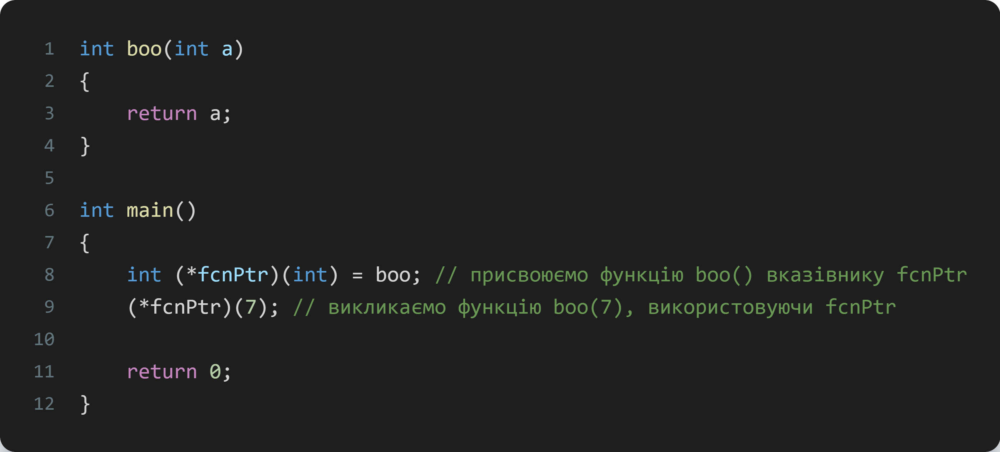 1 int boo(int a)
2 {
3     return a;
4 }
5
6 int main()
7 {
8     int (*fcnPtr)(int) = boo; // присвоюємо функцію boo() вказівнику fcnPtr
9     (*fcnPtr)(7); // викликаємо функцію boo(7), використовуючи fcnPtr
10
11     return 0;
12 }